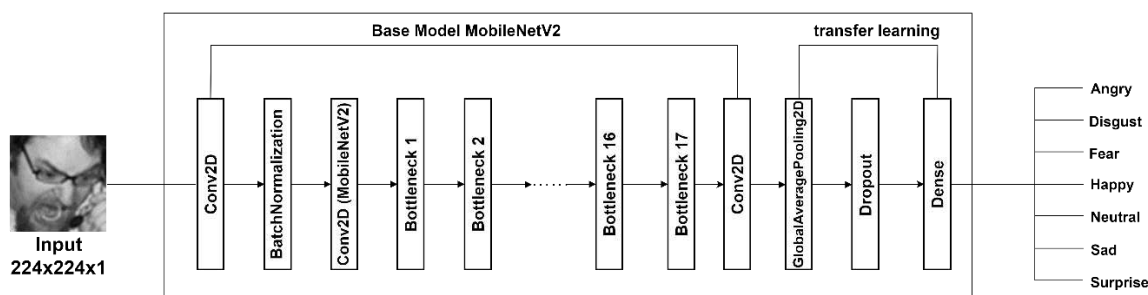 Base Model MobileNetV2
transfer learning
Input
224x224x1
Conv2D
BatchNormalization
Conv2D (MobileNetV2)
Bottleneck 1
Bottleneck 2
......
Bottleneck 16
Bottleneck 17
Conv2D
GlobalAveragePooling2D
Dropout
Dense
Angry
Disgust
Fear
Happy
Neutral
Sad
Surprise